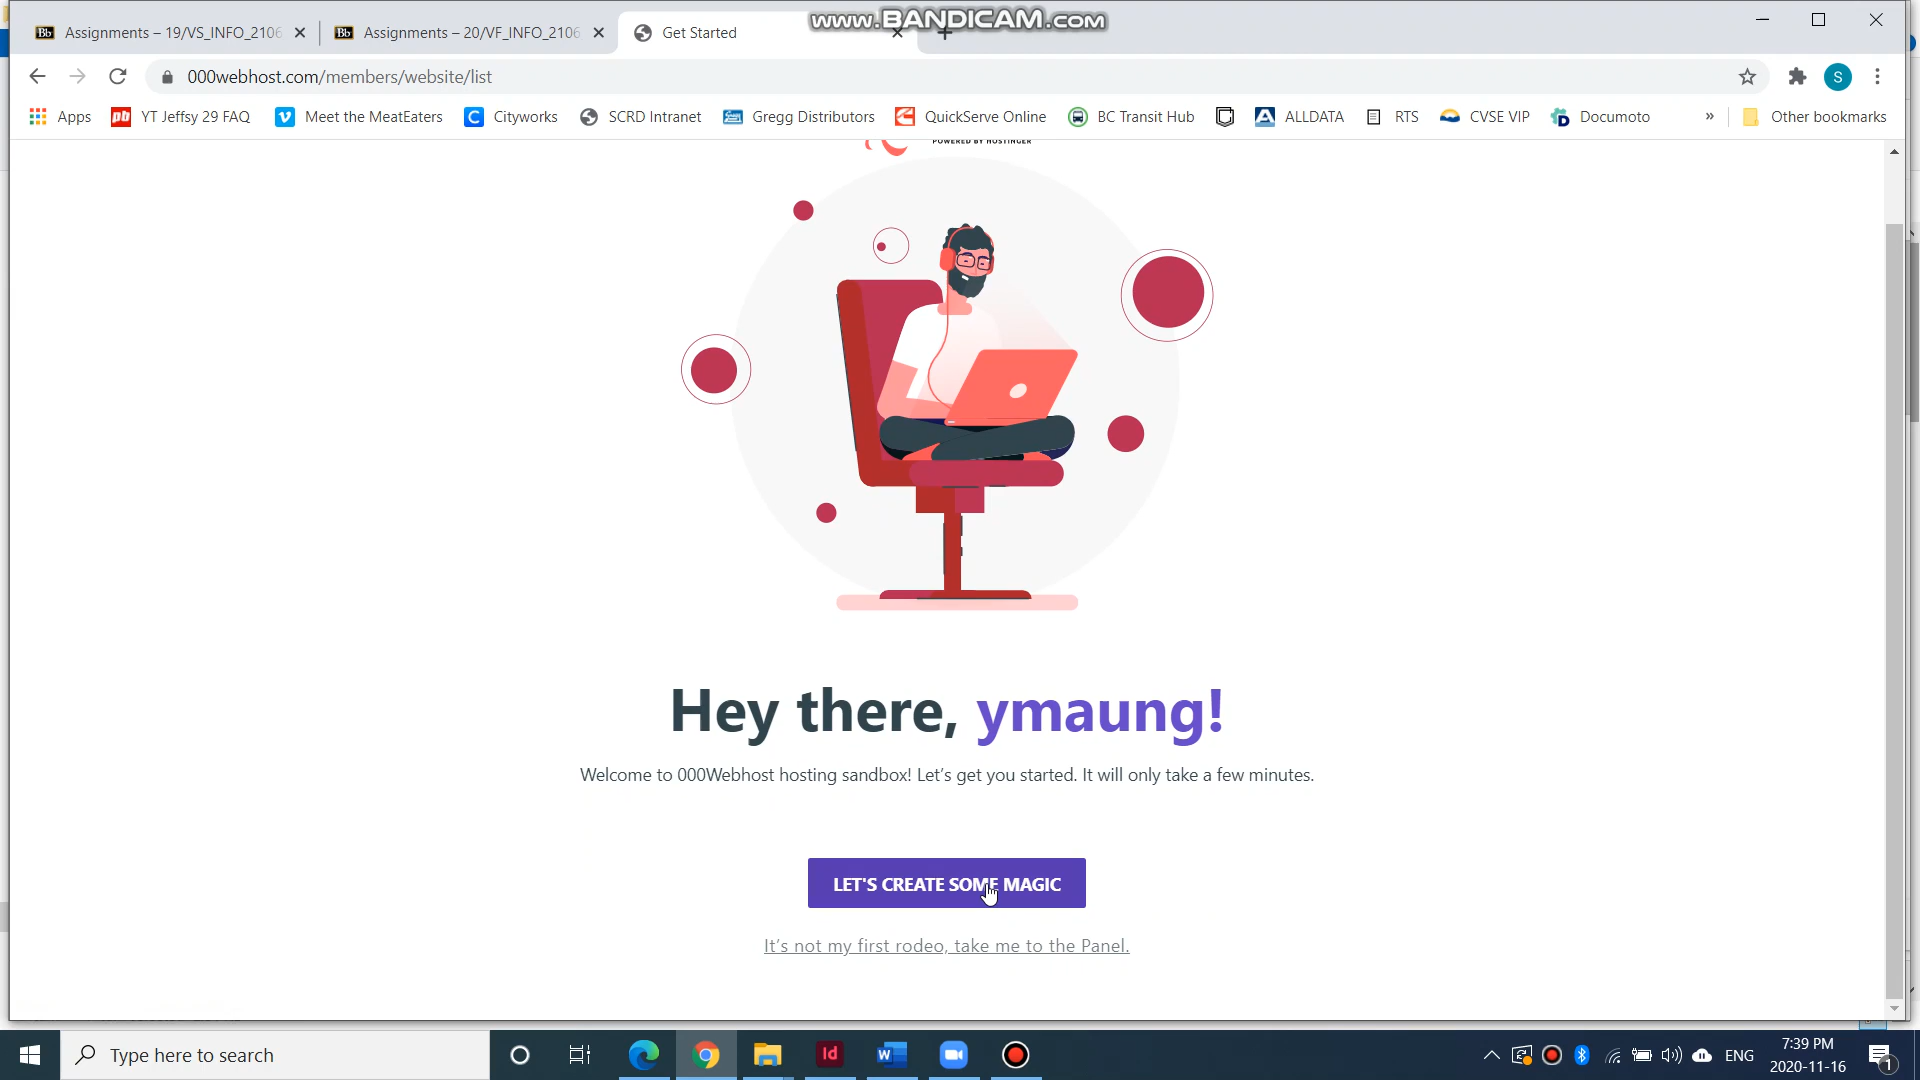 www.BANDICAM.com
Assignments – 19/VS_INFO_2106
Assignments – 20/VF_INFO_2106
Get Started
000webhost.com/members/website/list
S
Apps
YT Jeffsy 29 FAQ
Meet the MeatEaters
Cityworks
SCRD Intranet
Gregg Distributors
QuickServe Online
BC Transit Hub
ALLDATA
RTS
CVSE VIP
Documoto
»
Other bookmarks
POWERED BY HOSTINGER
Hey there, ymaung!
Welcome to 000Webhost hosting sandbox! Let's get you started. It will only take a few minutes.
LET'S CREATE SOME MAGIC
It's not my first rodeo, take me to the Panel.
Type here to search
ENG
7:39 PM
2020-11-16
1